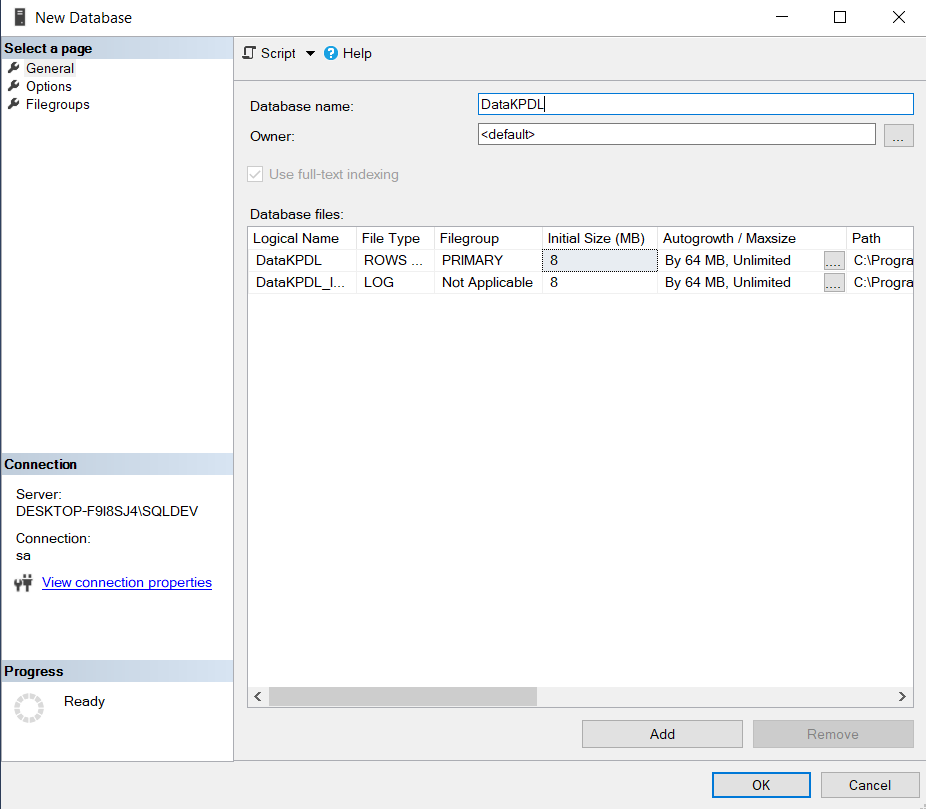 New Database
Select a page
General
Options
Filegroups
Script Help
Database name: DataKPDL
Owner: <default> ...
Use full-text indexing
Database files:
Logical Name File Type Filegroup Initial Size (MB) Autogrowth / Maxsize Path
DataKPDL ROWS ... PRIMARY 8 By 64 MB, Unlimited .... C:\Progra
DataKPDL_l... LOG Not Applicable 8 By 64 MB, Unlimited .... C:\Progra
Connection
Server:
DESKTOP-F9I8SJ4\SQLDEV
Connection:
sa
View connection properties
Progress
Ready
Add Remove
OK Cancel